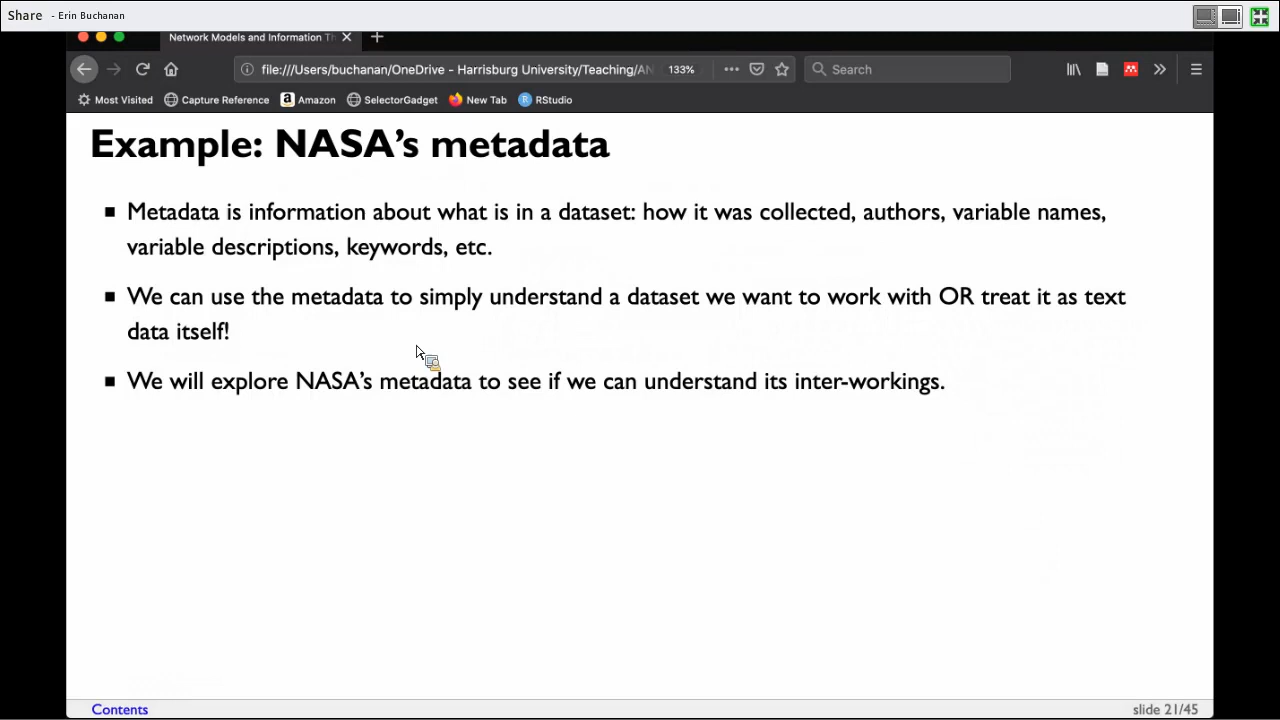 Share - Erin Buchanan
Network Models and Information Th
file:///Users/buchanan/OneDrive - Harrisburg University/Teaching/AN
133%
Search
Most Visited Capture Reference Amazon SelectorGadget New Tab RStudio
Example: NASA's metadata
Metadata is information about what is in a dataset: how it was collected, authors, variable names,
variable descriptions, keywords, etc.
We can use the metadata to simply understand a dataset we want to work with OR treat it as text
data itself!
We will explore NASA's metadata to see if we can understand its inter-workings.
Contents
slide 21/45